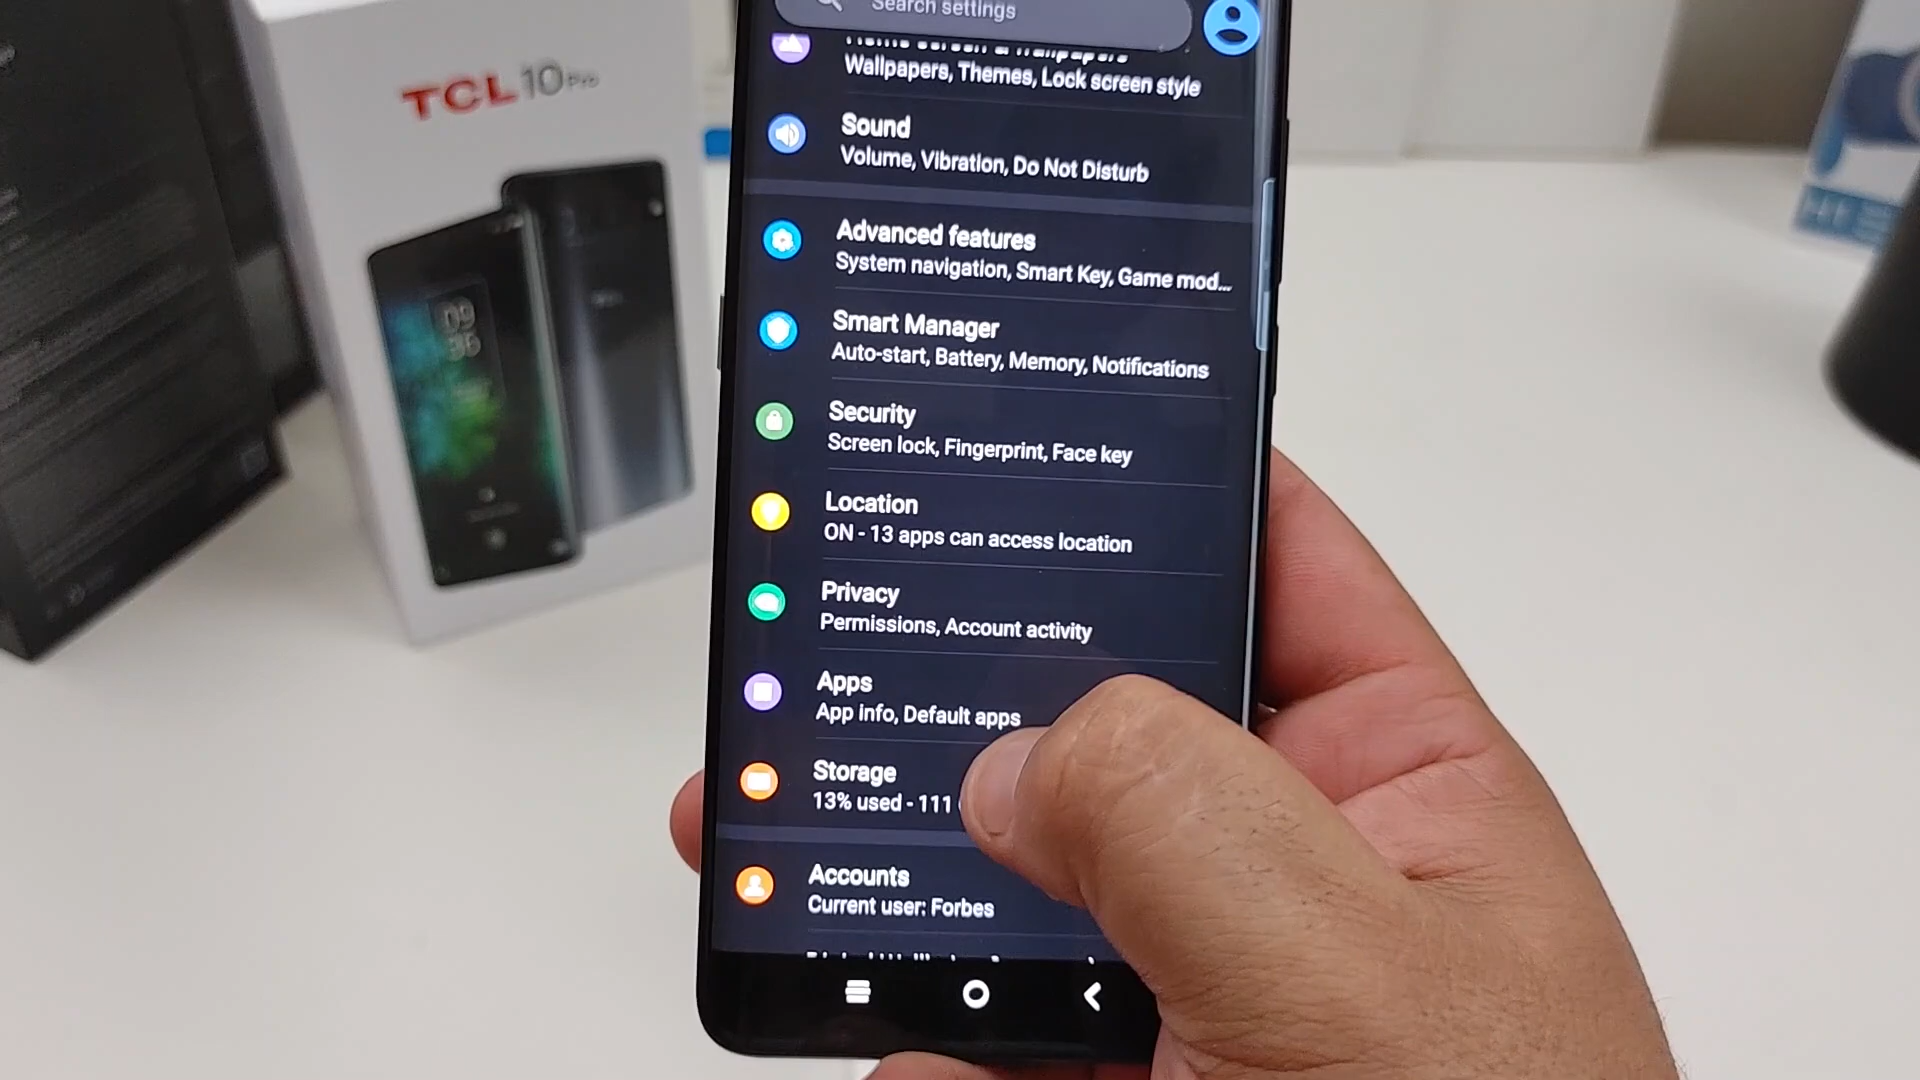 Search settings
Wallpapers, Themes, Lock screen style
Sound
Volume, Vibration, Do Not Disturb
Advanced features
System navigation, Smart Key, Game mod...
Smart Manager
Auto-start, Battery, Memory, Notifications
Security
Screen lock, Fingerprint, Face key
Location
ON - 13 apps can access location
Privacy
Permissions, Account activity
Apps
App info, Default apps
Storage
13% used - 111
Accounts
Current user: Forbes
TCL 10 Pro
09
36